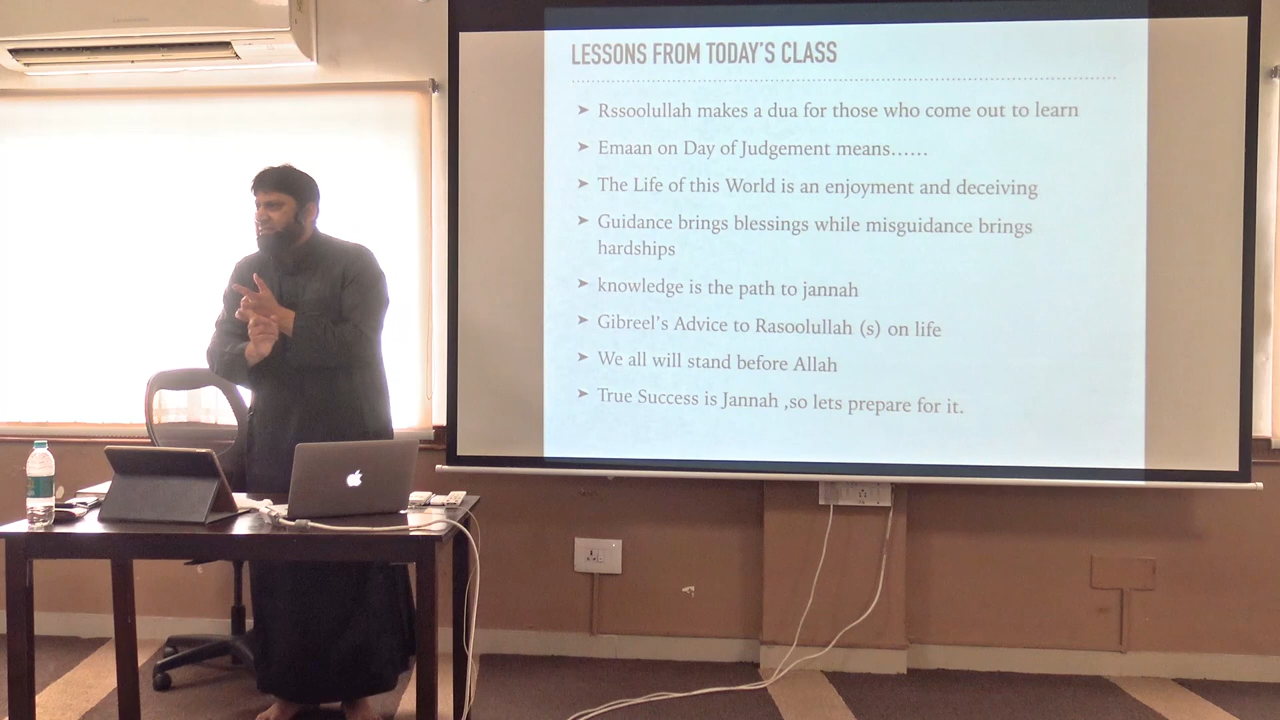 LESSONS FROM TODAY'S CLASS
➤ Rssoolullah makes a dua for those who come out to learn
➤ Emaan on Day of Judgement means......
➤ The Life of this World is an enjoyment and deceiving
➤ Guidance brings blessings while misguidance brings
hardships
➤ knowledge is the path to jannah
➤ Gibreel's Advice to Rasoolullah (s) on life
➤ We all will stand before Allah
➤ True Success is Jannah ,so lets prepare for it.